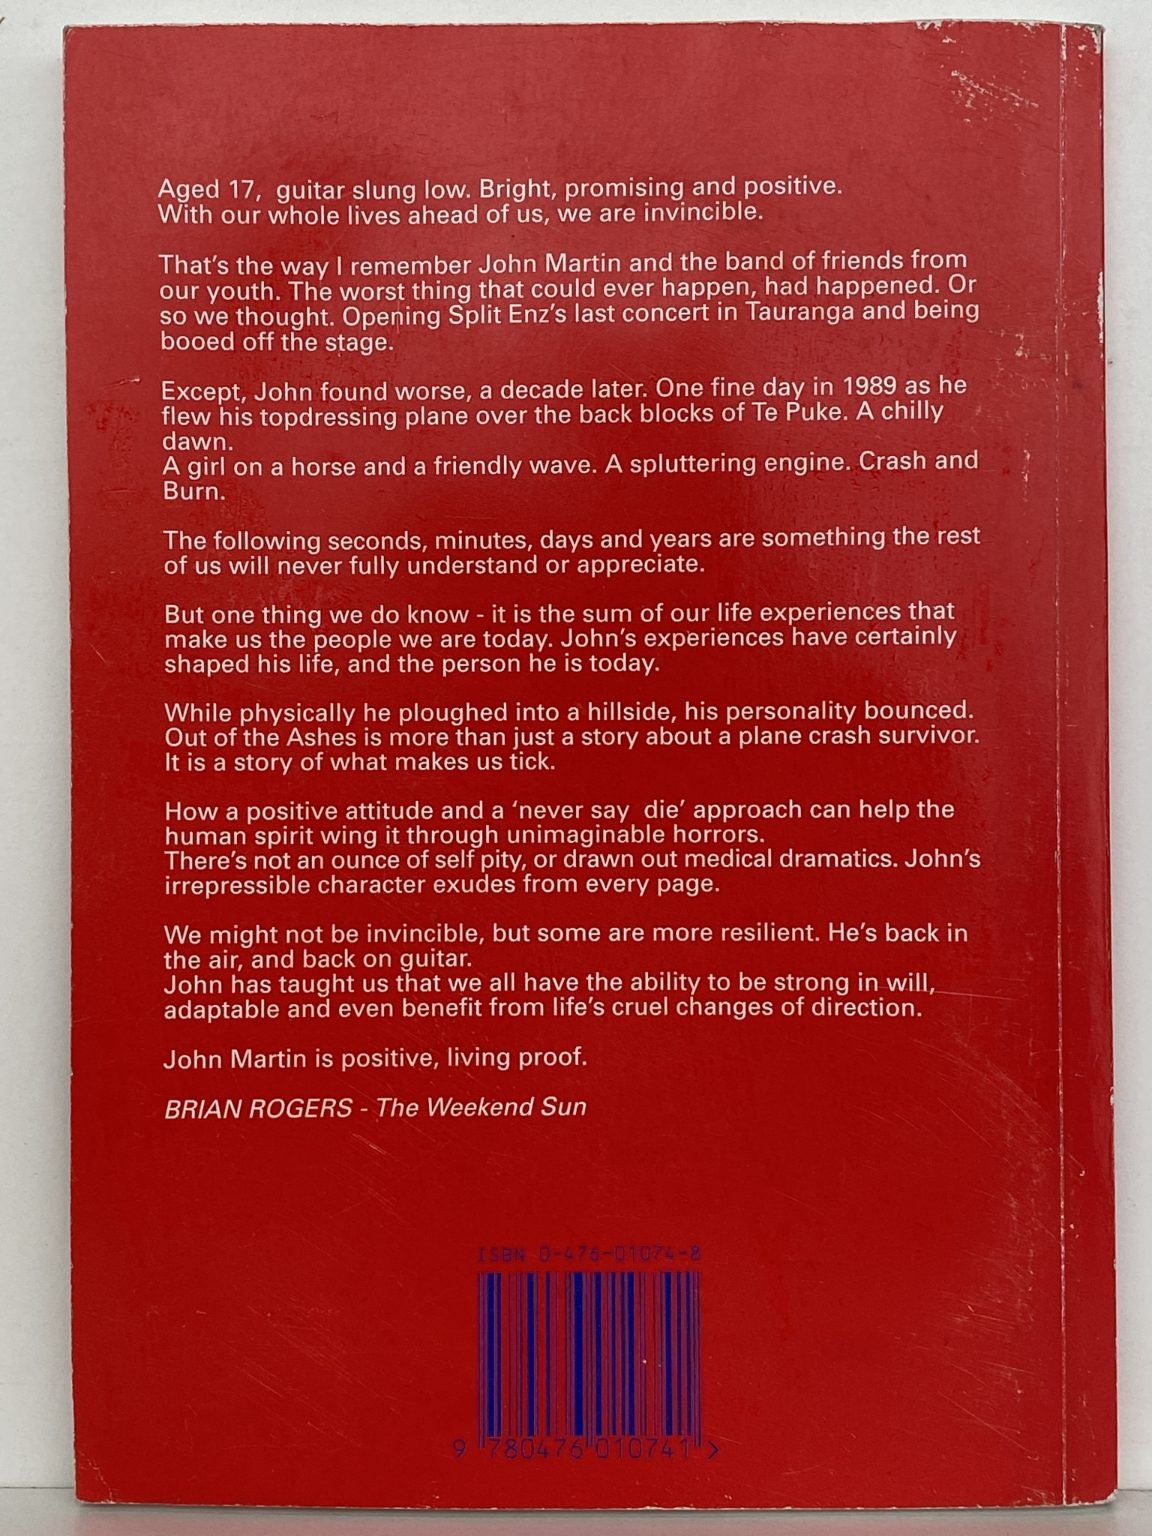 Aged 17,  guitar slung low. Bright, promising and positive.
With our whole lives ahead of us, we are invincible.
That's the way I remember John Martin and the band of friends from
our youth. The worst thing that could ever happen, had happened. Or
so we thought. Opening Split Enz's last concert in Tauranga and being
booed off the stage.
Except, John found worse, a decade later. One fine day in 1989 as he
flew his topdressing plane over the back blocks of Te Puke. A chilly
dawn.
A girl on a horse and a friendly wave. A spluttering engine. Crash and
Burn.
The following seconds, minutes, days and years are something the rest
of us will never fully understand or appreciate.
But one thing we do know - it is the sum of our life experiences that
make us the people we are today. John's experiences have certainly
shaped his life, and the person he is today.
While physically he ploughed into a hillside, his personality bounced.
Out of the Ashes is more than just a story about a plane crash survivor.
It is a story of what makes us tick.
How a positive attitude and a 'never say  die' approach can help the
human spirit wing it through unimaginable horrors.
There's not an ounce of self pity, or drawn out medical dramatics. John's
irrepressible character exudes from every page.
We might not be invincible, but some are more resilient. He's back in
the air, and back on guitar.
John has taught us that we all have the ability to be strong in will,
adaptable and even benefit from life's cruel changes of direction.
John Martin is positive, living proof.
BRIAN ROGERS - The Weekend Sun
ISBN 0-476-01074-8
9 780476 010741 >